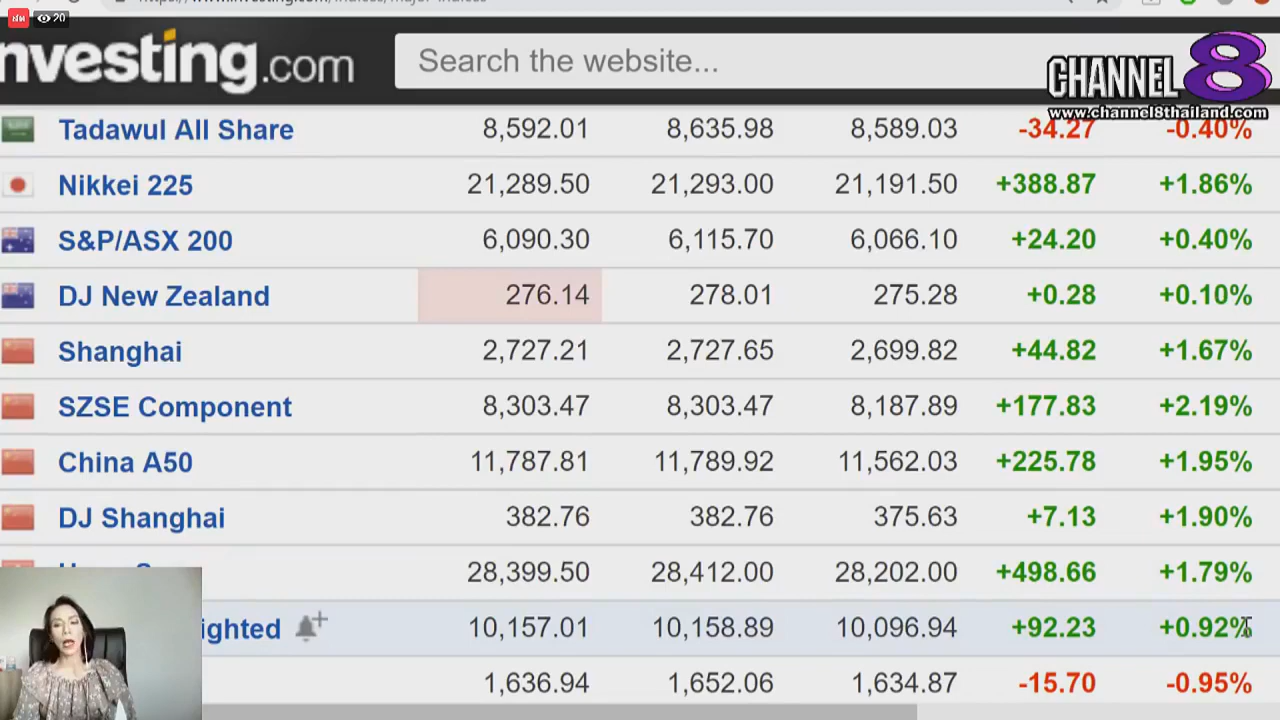 20
nvesting.com
Search the website...
CHANNEL 8
www.channel8thailand.com
Tadawul All Share 8,592.01 8,635.98 8,589.03 -34.27 -0.40%
Nikkei 225 21,289.50 21,293.00 21,191.50 +388.87 +1.86%
S&P/ASX 200 6,090.30 6,115.70 6,066.10 +24.20 +0.40%
DJ New Zealand 276.14 278.01 275.28 +0.28 +0.10%
Shanghai 2,727.21 2,727.65 2,699.82 +44.82 +1.67%
SZSE Component 8,303.47 8,303.47 8,187.89 +177.83 +2.19%
China A50 11,787.81 11,789.92 11,562.03 +225.78 +1.95%
DJ Shanghai 382.76 382.76 375.63 +7.13 +1.90%
28,399.50 28,412.00 28,202.00 +498.66 +1.79%
ighted 10,157.01 10,158.89 10,096.94 +92.23 +0.92%
1,636.94 1,652.06 1,634.87 -15.70 -0.95%